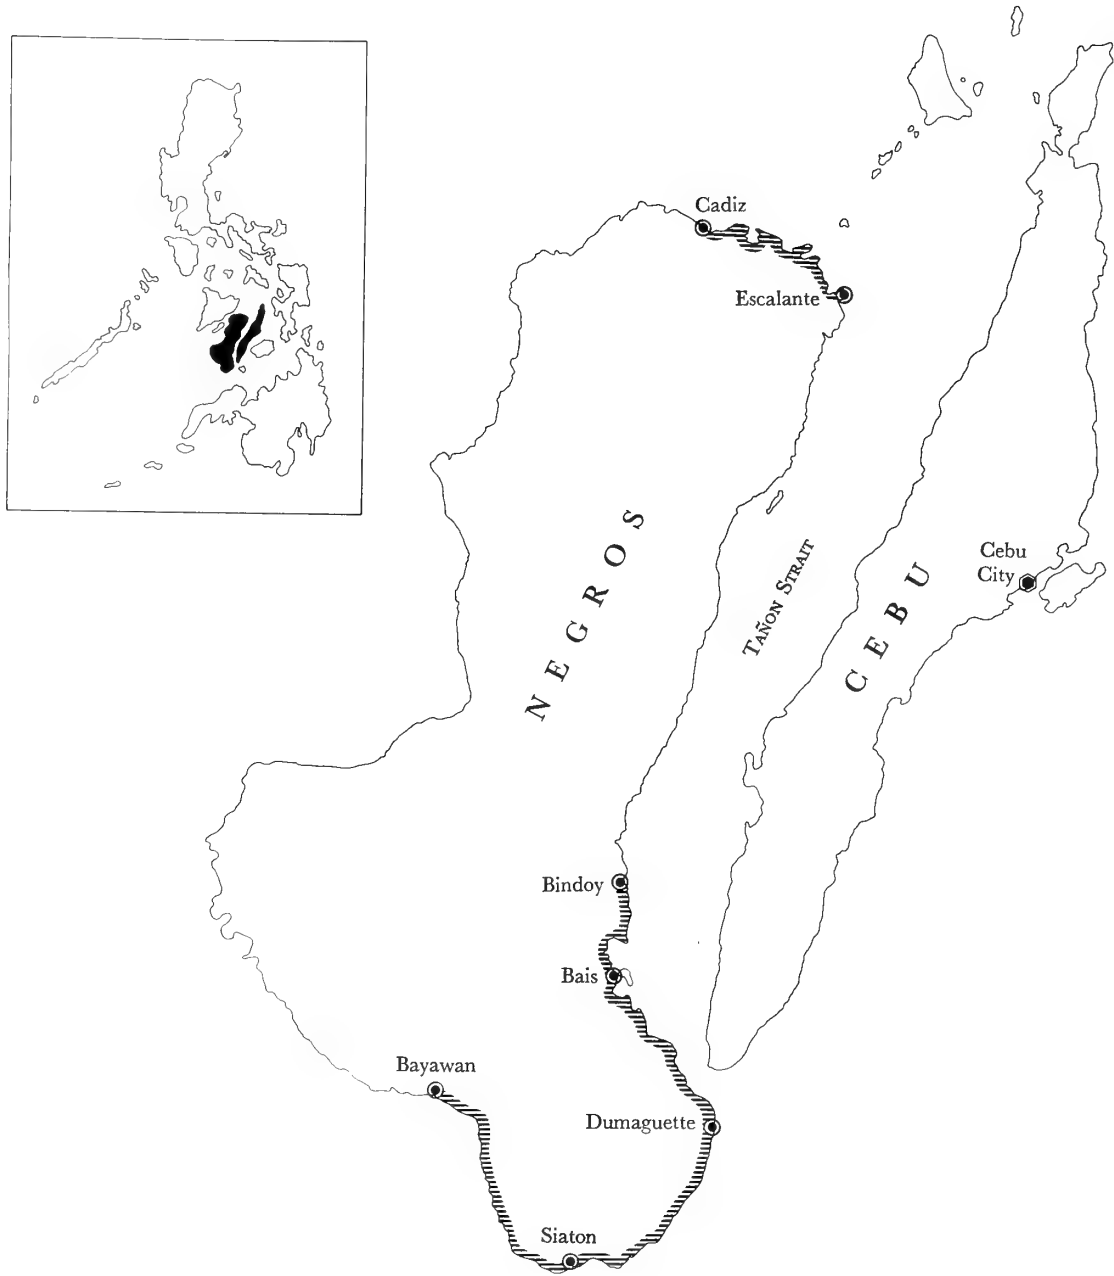 Cadiz
Escalante
NEGROS
TAÑON STRAIT
CEBU
Cebu
City
Bindoy
Bais
Bayawan
Dumaguette
Siaton